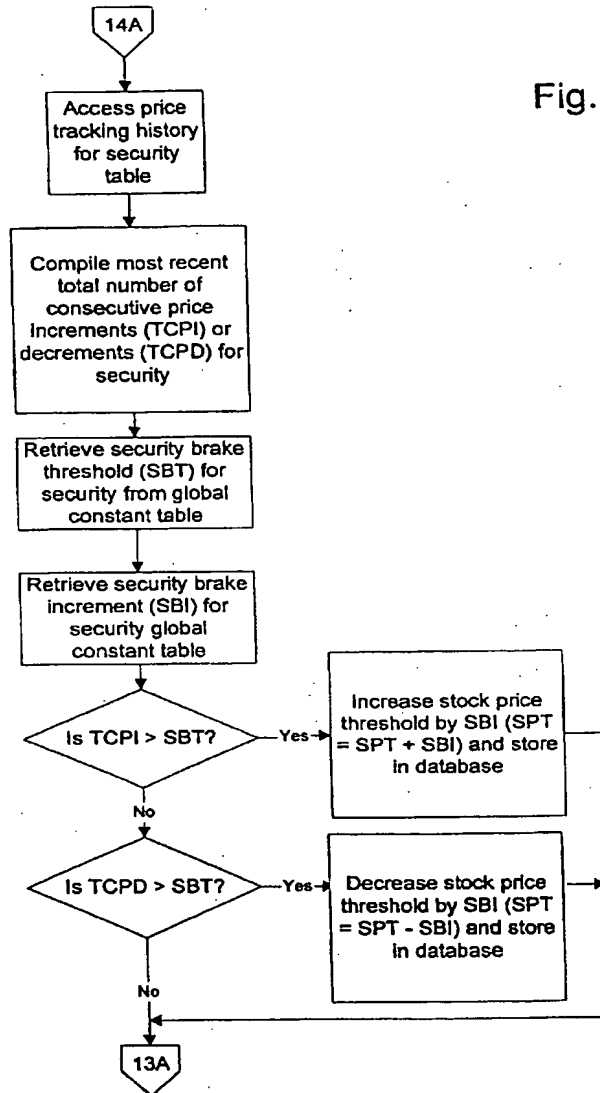 14A
Fig.
Access price
tracking history
for security
table
Compile most recent
total number of
consecutive price
increments (TCPI) or
decrements (TCPD) for
security
Retrieve security brake
threshold (SBT) for
security from global
constant table
Retrieve security brake
increment (SBI) for
security global
constant table
Is TCPI > SBT?
Yes
Increase stock price
threshold by SBI (SPT
= SPT + SBI) and store
in database
No
Is TCPD > SBT?
Yes
Decrease stock price
threshold by SBI (SPT
= SPT - SBI) and store
in database
No
13A